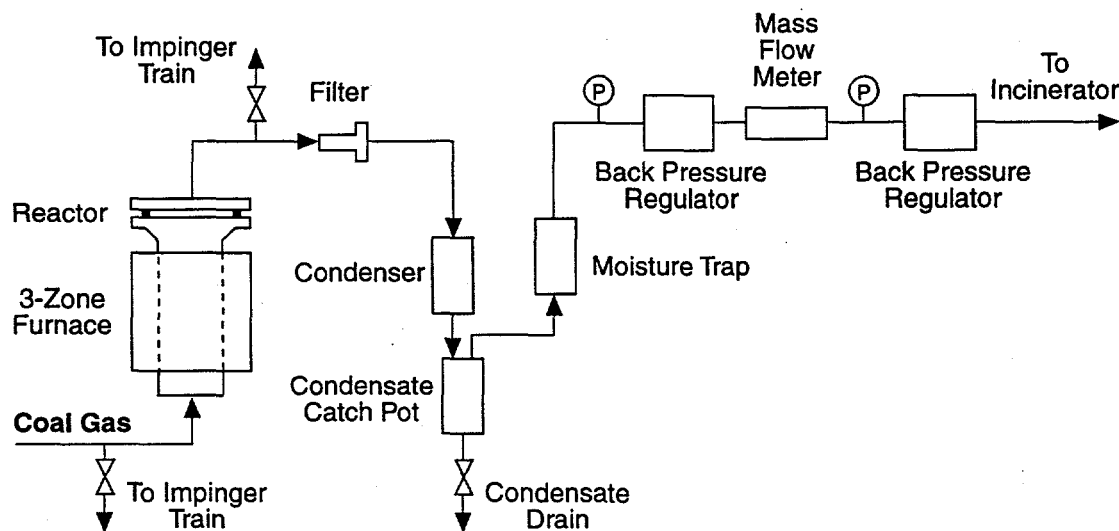 To Impinger
Train
Filter
Reactor
3-Zone
Furnace
Coal Gas
To Impinger
Train
Condenser
Condensate
Catch Pot
Condensate
Drain
Moisture Trap
P
Back Pressure
Regulator
Mass
Flow
Meter
P
Back Pressure
Regulator
To
Incinerator